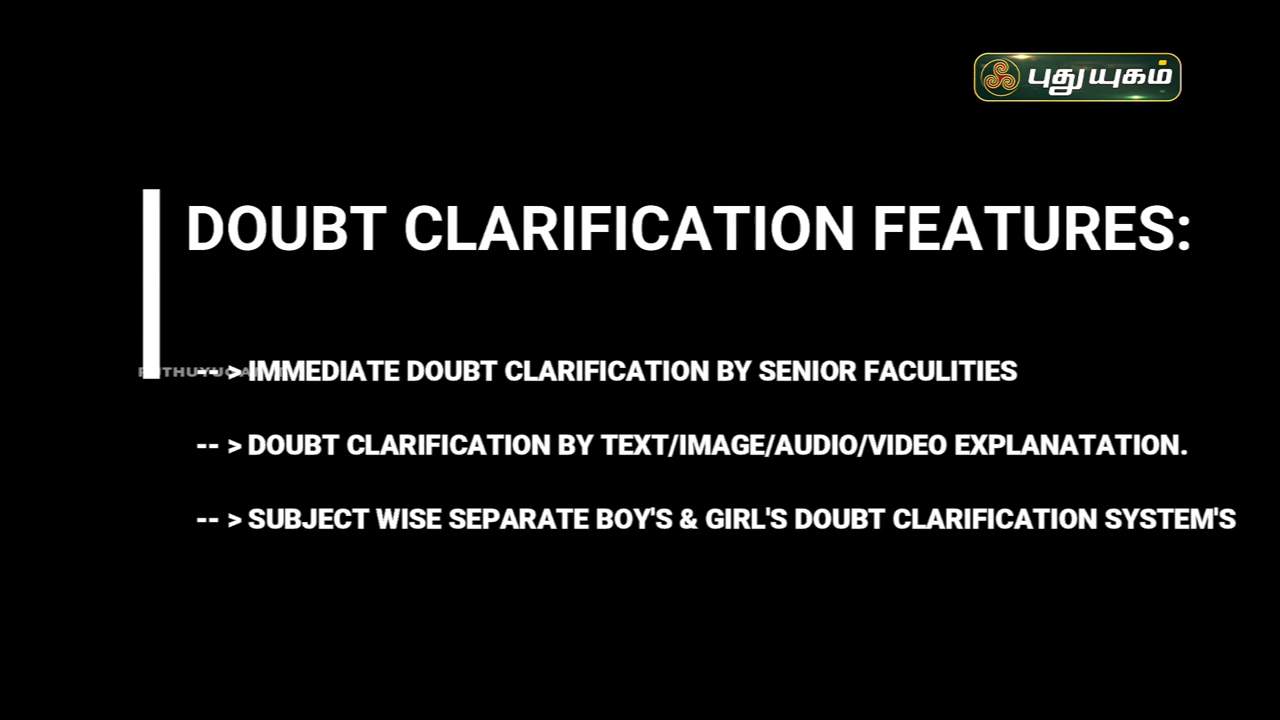 புதுயுகம்
DOUBT CLARIFICATION FEATURES:
-- > IMMEDIATE DOUBT CLARIFICATION BY SENIOR FACULITIES
-- > DOUBT CLARIFICATION BY TEXT/IMAGE/AUDIO/VIDEO EXPLANATATION.
-- > SUBJECT WISE SEPARATE BOY'S & GIRL'S DOUBT CLARIFICATION SYSTEM'S